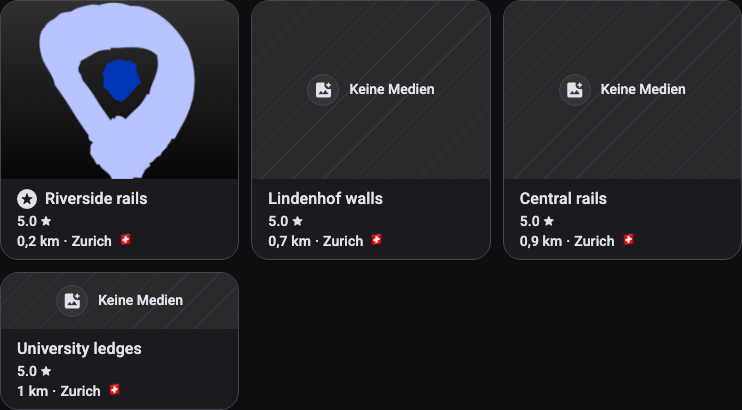 Riverside rails
5.0 ★
0,2 km · Zurich 🇨🇭
Keine Medien
Lindenhof walls
5.0 ★
0,7 km · Zurich 🇨🇭
Keine Medien
Central rails
5.0 ★
0,9 km · Zurich 🇨🇭
Keine Medien
University ledges
5.0 ★
1 km · Zurich 🇨🇭